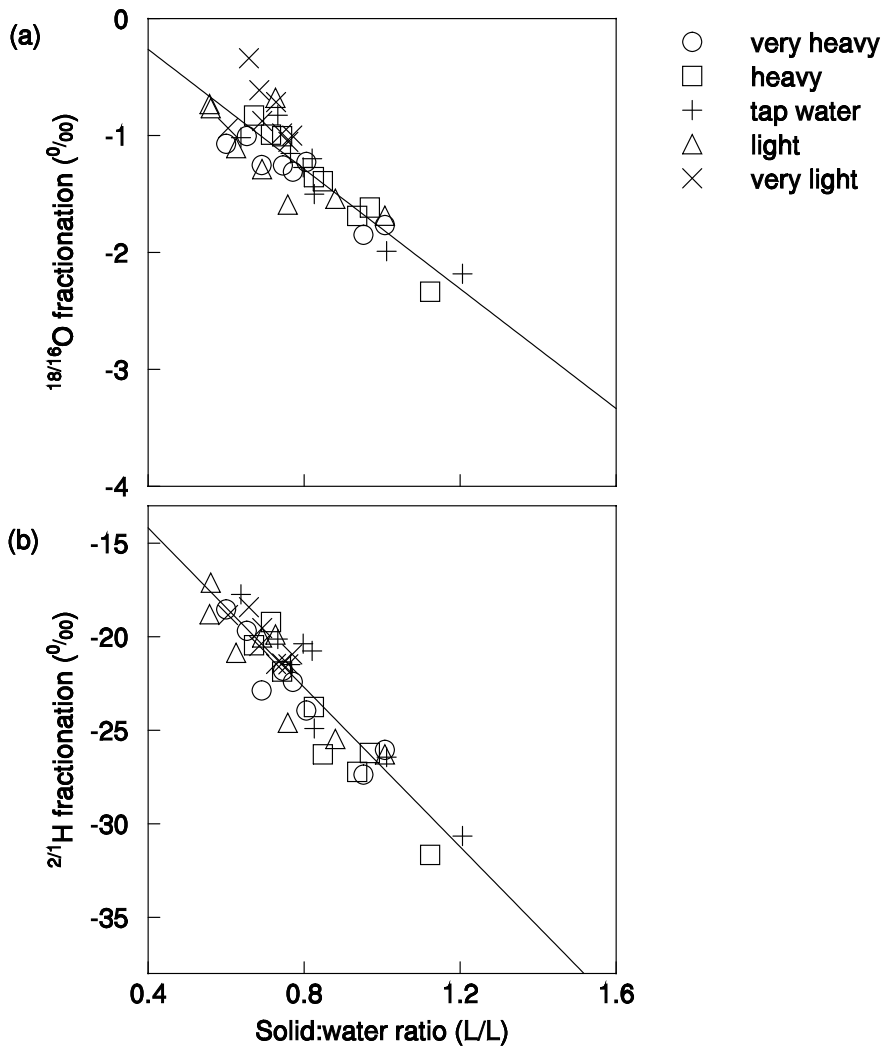 (a)
0
-1
-2
-3
-4
18/16O fractionation (0/00)
very heavy
heavy
tap water
light
very light
(b)
-15
-20
-25
-30
-35
2/1H fractionation (0/00)
0.4 0.8 1.2 1.6
Solid:water ratio (L/L)